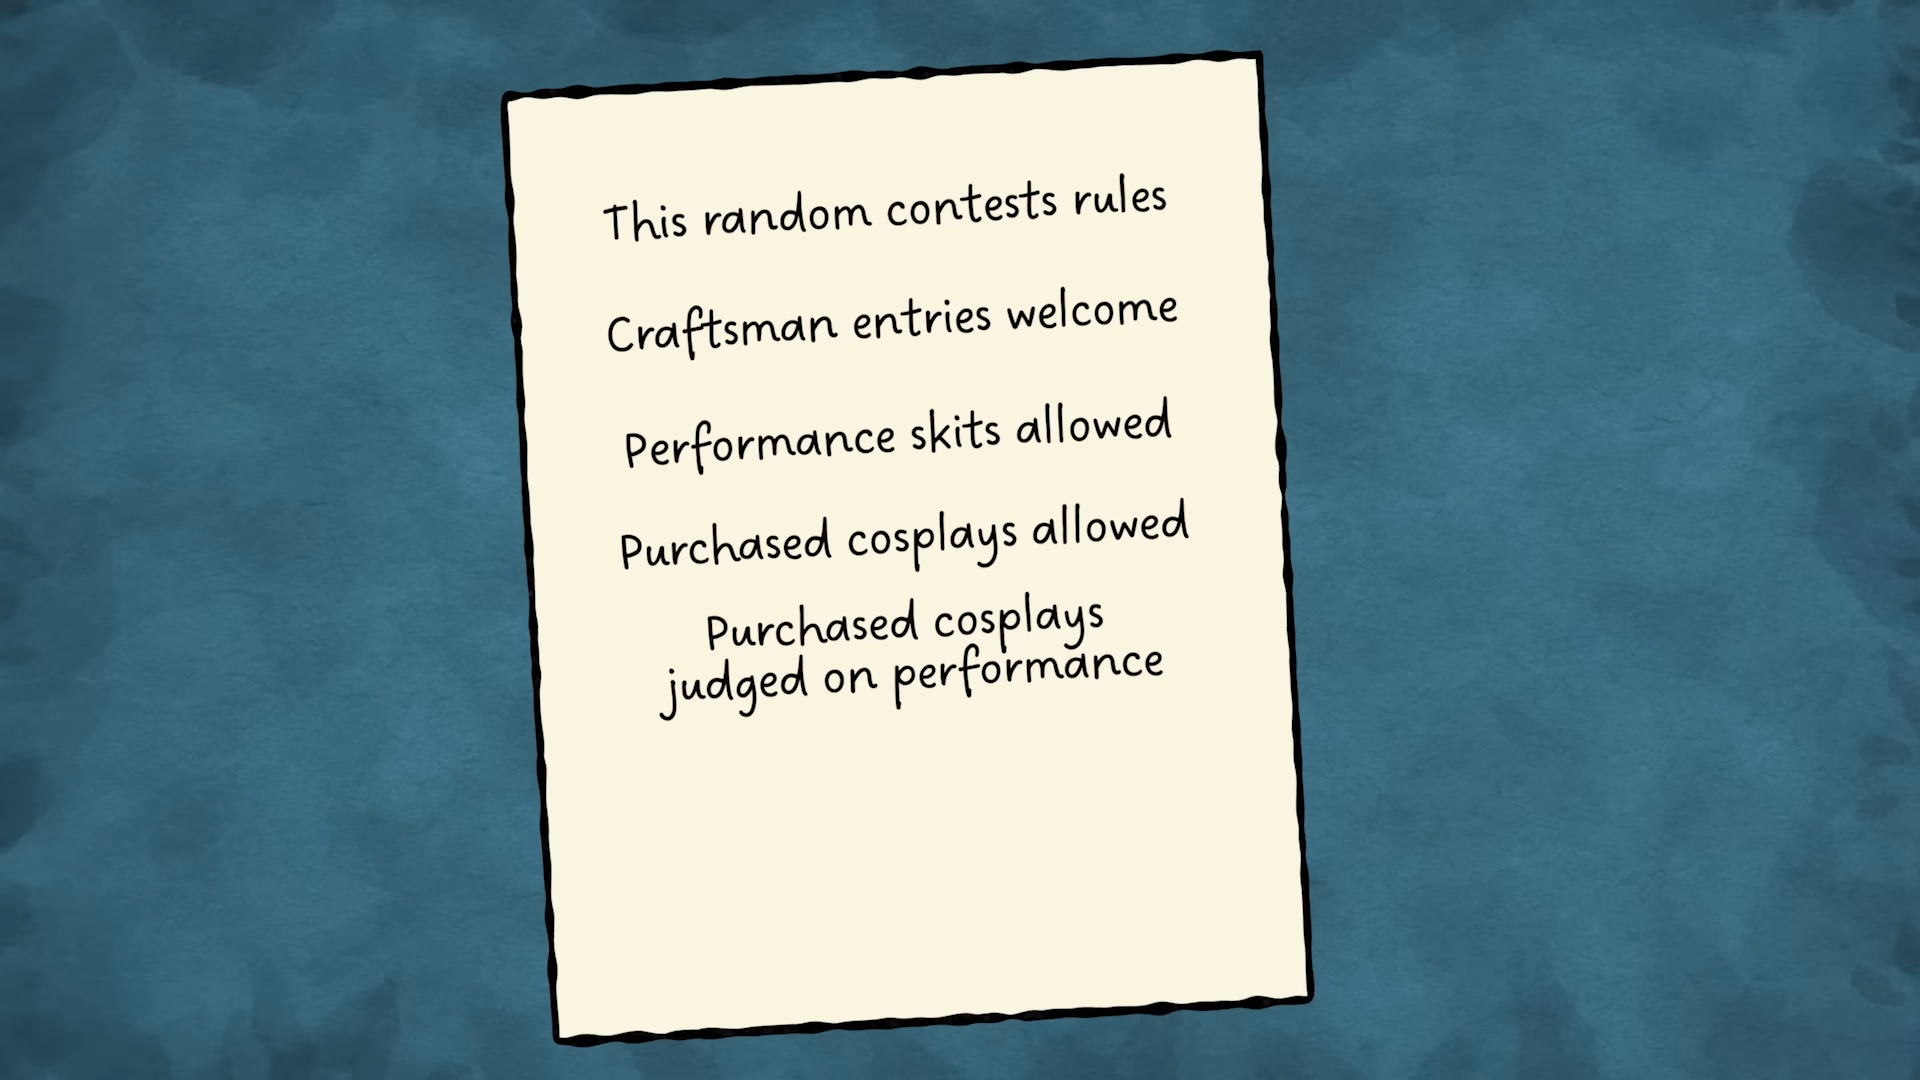 This random contests rules
Craftsman entries welcome
Performance skits allowed
Purchased cosplays allowed
Purchased cosplays
judged on performance